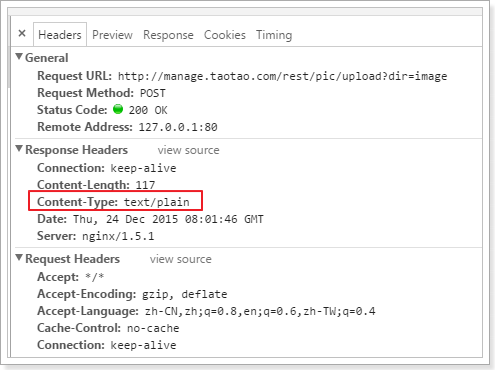 × Headers Preview Response Cookies Timing
▼General
Request URL: http://manage.taotao.com/rest/pic/upload?dir=image
Request Method: POST
Status Code: 200 OK
Remote Address: 127.0.0.1:80
▼Response Headers view source
Connection: keep-alive
Content-Length: 117
Content-Type: text/plain
Date: Thu, 24 Dec 2015 08:01:46 GMT
Server: nginx/1.5.1
▼Request Headers view source
Accept: */*
Accept-Encoding: gzip, deflate
Accept-Language: zh-CN,zh;q=0.8,en;q=0.6,zh-TW;q=0.4
Cache-Control: no-cache
Connection: keep-alive